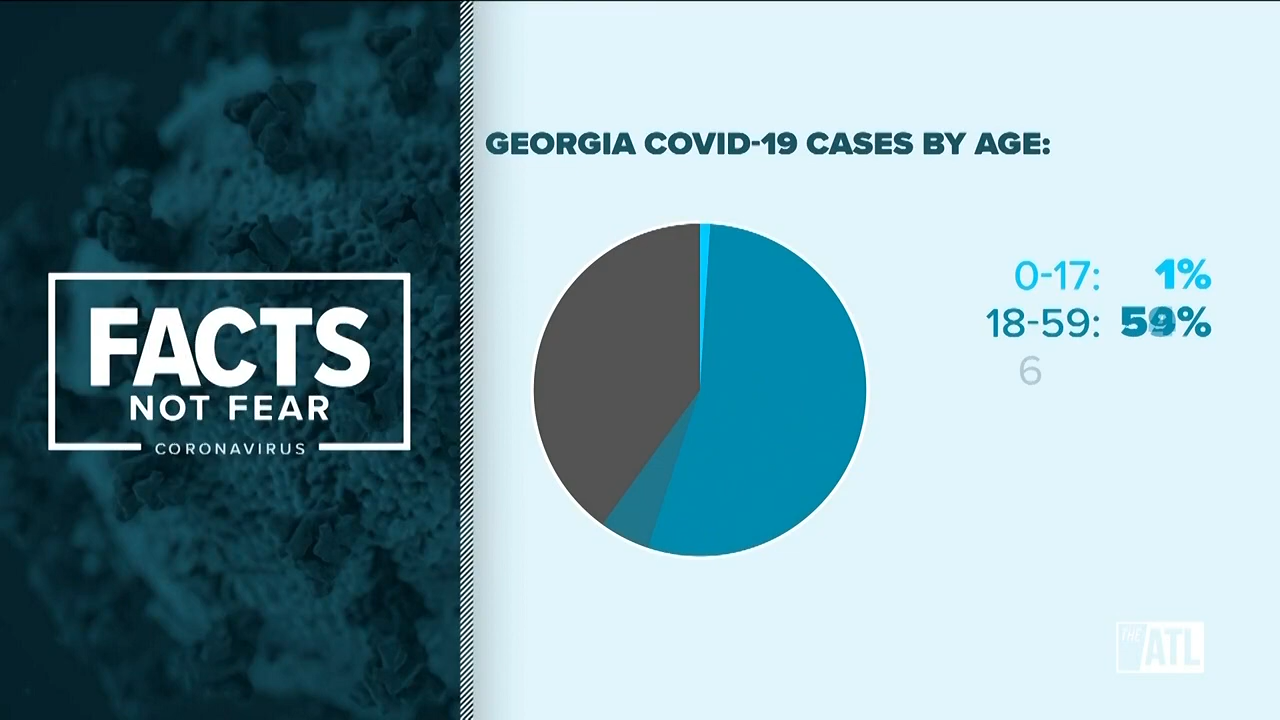 FACTS
NOT FEAR
CORONAVIRUS
GEORGIA COVID-19 CASES BY AGE:
0-17: 1%
18-59:
6
THE ATL